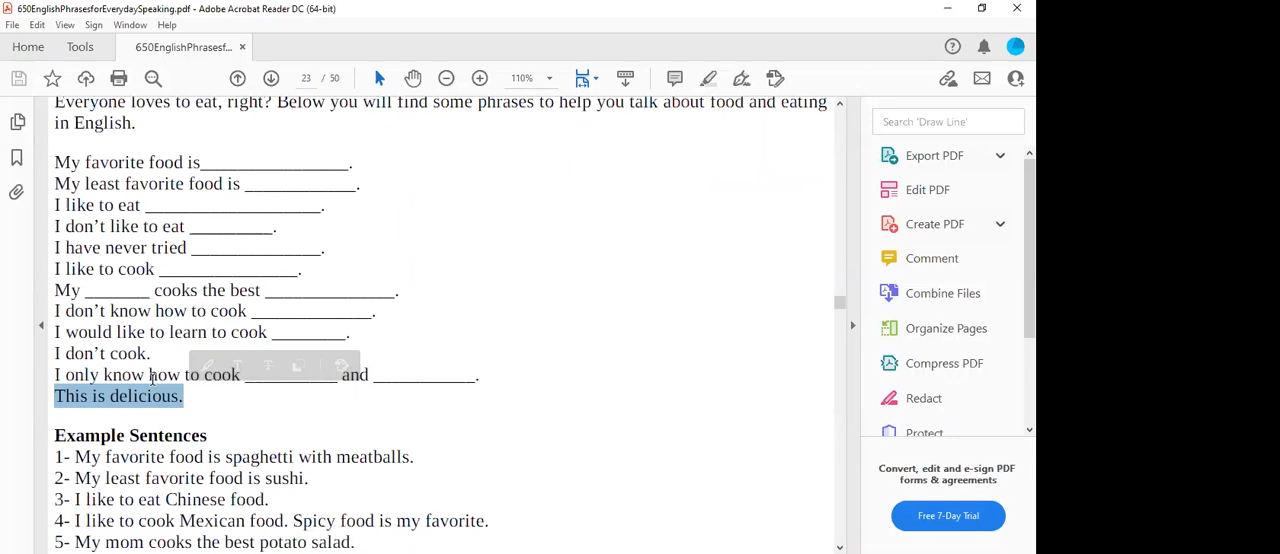 650EnglishPhrasesforEverydaySpeaking.pdf - Adobe Acrobat Reader DC (64-bit)
File Edit View Sign Window Help
Home Tools 650EnglishPhrasesf... ×
23 / 50 110%
Everyone loves to eat, right? Below you will find some phrases to help you talk about food and eating
in English.
My favorite food is_________________.
My least favorite food is _____________.
I like to eat ____________________.
I don’t like to eat __________.
I have never tried _______________.
I like to cook ________________.
My _______ cooks the best _______________.
I don’t know how to cook ______________.
I would like to learn to cook ________.
I don’t cook.
I only know how to cook __________ and ___________.
This is delicious.
Example Sentences
1- My favorite food is spaghetti with meatballs.
2- My least favorite food is sushi.
3- I like to eat Chinese food.
4- I like to cook Mexican food. Spicy food is my favorite.
5- My mom cooks the best potato salad.
Search 'Draw Line'
Export PDF
Edit PDF
Create PDF
Comment
Combine Files
Organize Pages
Compress PDF
Redact
Protect
Convert, edit and e-sign PDF
forms & agreements
Free 7-Day Trial